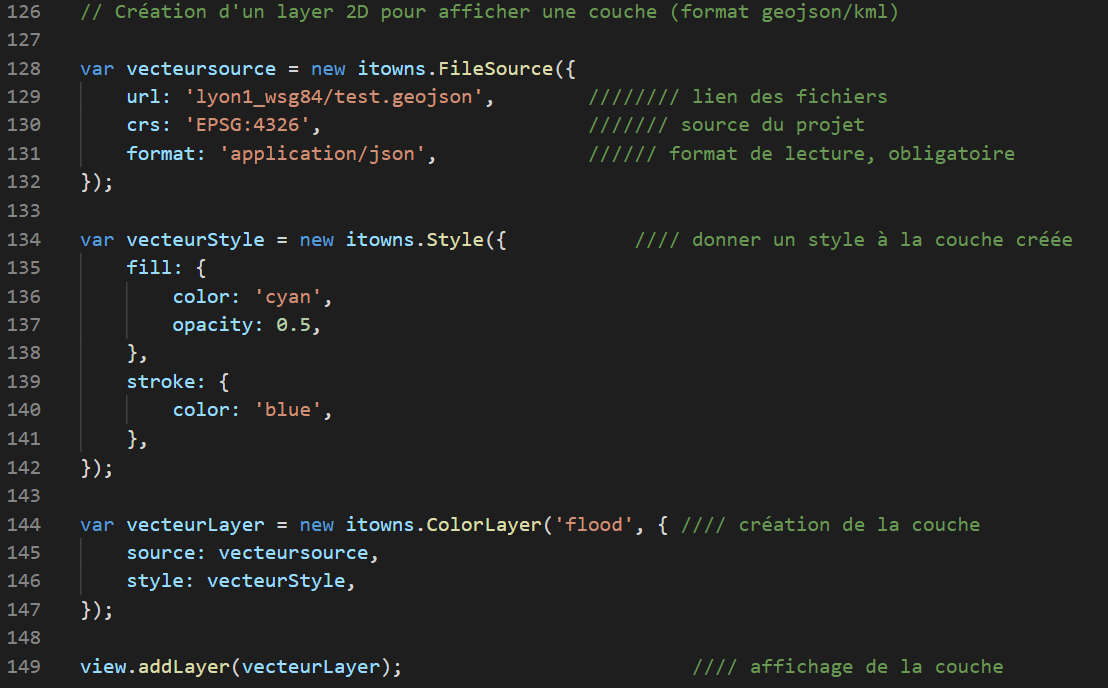 126 // Création d'un layer 2D pour afficher une couche (format geojson/kml)
127
128 var vecteursource = new itowns.FileSource({
129 url: 'lyon1_wsg84/test.geojson', //////// lien des fichiers
130 crs: 'EPSG:4326', /////// source du projet
131 format: 'application/json', ////// format de lecture, obligatoire
132 });
133
134 var vecteurStyle = new itowns.Style({ //// donner un style à la couche créée
135 fill: {
136 color: 'cyan',
137 opacity: 0.5,
138 },
139 stroke: {
140 color: 'blue',
141 },
142 });
143
144 var vecteurLayer = new itowns.ColorLayer('flood', { //// création de la couche
145 source: vecteursource,
146 style: vecteurStyle,
147 });
148
149 view.addLayer(vecteurLayer); //// affichage de la couche